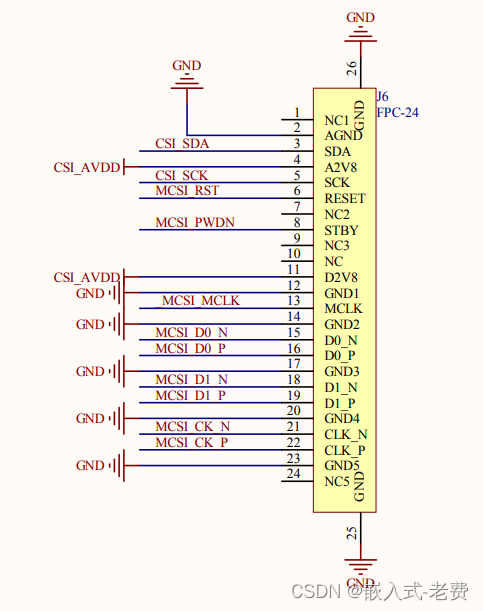 GND
26
GND
J6
FPC-24
GND
1 NC1
2 AGND
CSI_SDA 3 SDA
CSI_AVDD 4 A2V8
CSI_SCK 5 SCK
MCSI_RST 6 RESET
7 NC2
MCSI_PWDN 8 STBY
9 NC3
10 NC
CSI_AVDD 11 D2V8
GND 12 GND1
_MCSI_MCLK 13 MCLK
GND 14 GND2
MCSI_D0_N 15 D0_N
MCSI_D0_P 16 D0_P
GND 17 GND3
MCSI_D1_N 18 D1_N
MCSI_D1_P 19 D1_P
GND 20 GND4
MCSI_CK_N 21 CLK_N
MCSI_CK_P 22 CLK_P
GND 23 GND5
24 NC5
GND
25
GND
CSDN @嵌入式-老费